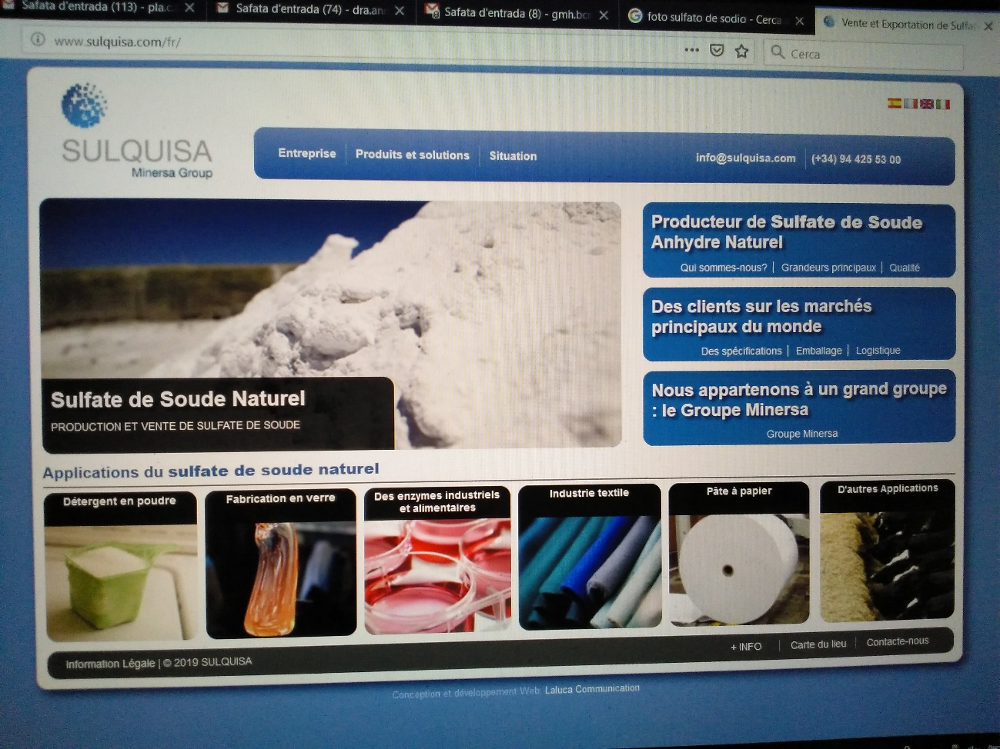 Safata d'entrada (113) - pla.c
Safata d'entrada (74) - dra.an
Safata d'entrada (8) - gmh.bc
foto sulfato de sodio - Cerca
Vente et Exportation de Sulfa
www.sulquisa.com/fr/
Cerca
SULQUISA
Minersa Group
Entreprise
Produits et solutions
Situation
info@sulquisa.com
(+34) 94 425 53 00
Sulfate de Soude Naturel
PRODUCTION ET VENTE DE SULFATE DE SOUDE
Producteur de Sulfate de Soude
Anhydre Naturel
Qui sommes-nous? | Grandeurs principaux | Qualité
Des clients sur les marchés
principaux du monde
Des spécifications | Emballage | Logistique
Nous appartenons à un grand groupe
: le Groupe Minersa
Groupe Minersa
Applications du sulfate de soude naturel
Détergent en poudre
Fabrication en verre
Des enzymes industriels
et alimentaires
Industrie textile
Pâte à papier
D'autres Applications
Information Légale | © 2019 SULQUISA
+ INFO
Carte du lieu
Contacte-nous
Conception et développement Web Laluca Communication